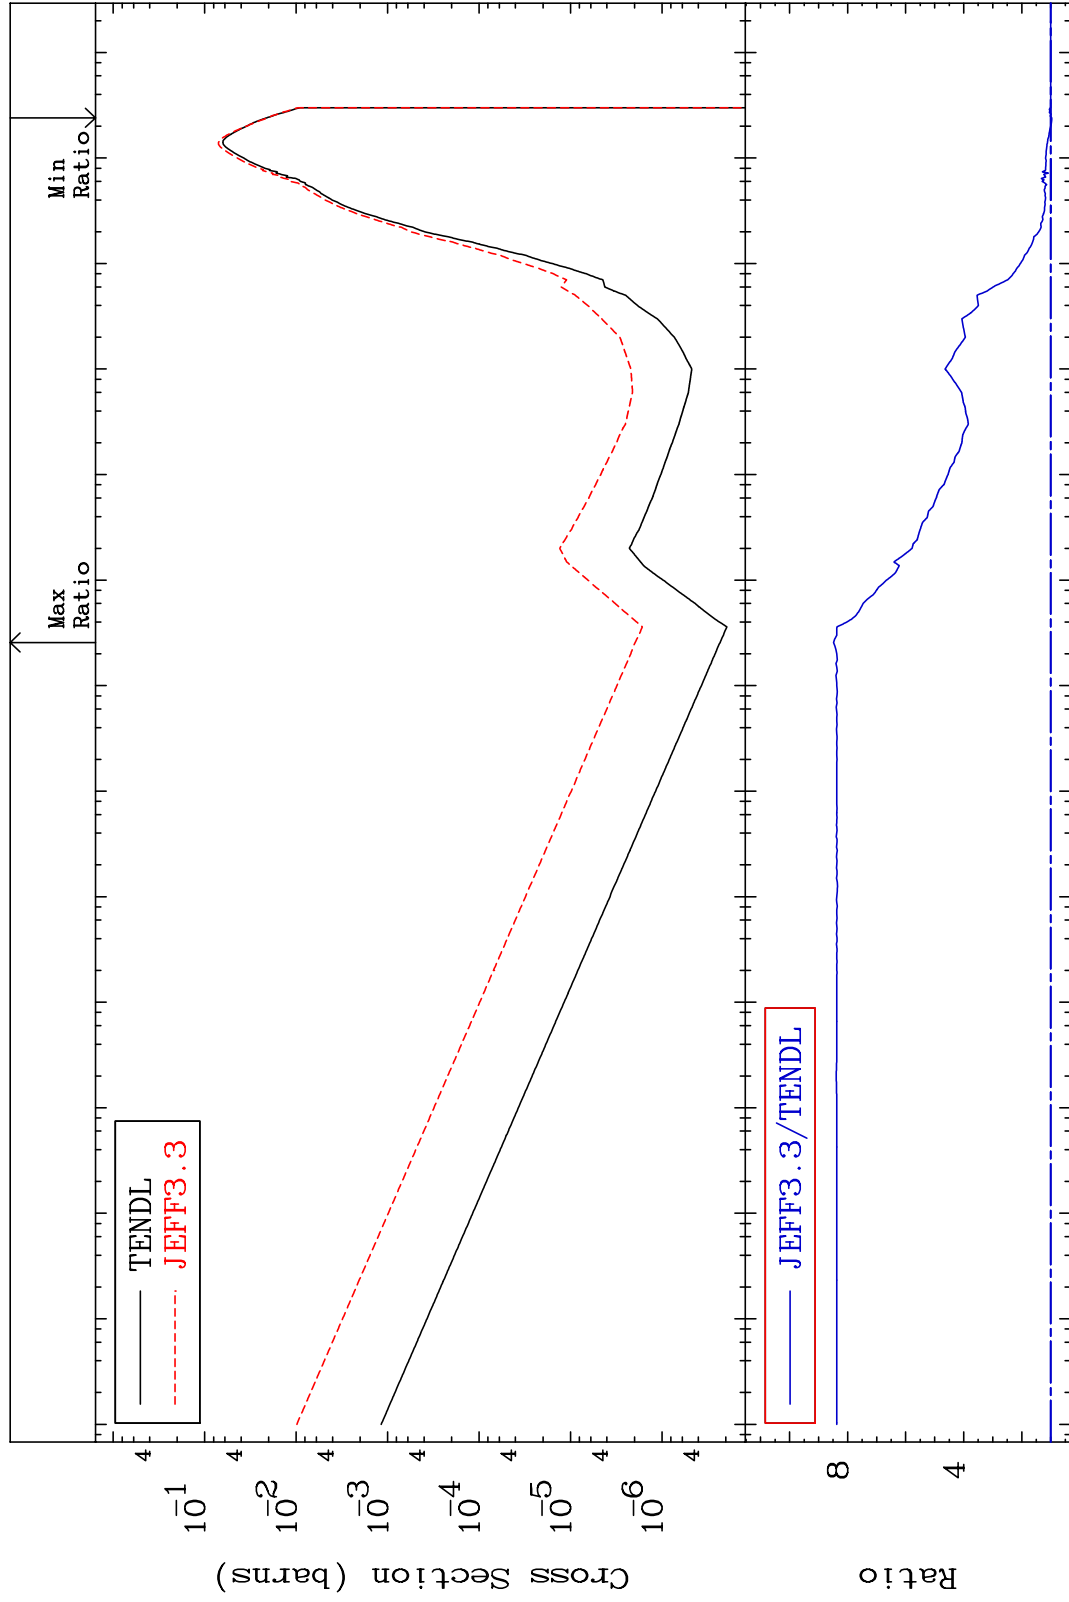 Max
Ratio
Min
Ratio
TENDL
JEFF3.3
4
10^-1
4
10^-2
4
10^-3
4
10^-4
4
10^-5
4
10^-6
4
Cross Section (barns)
JEFF3.3/TENDL
8
4
Ratio